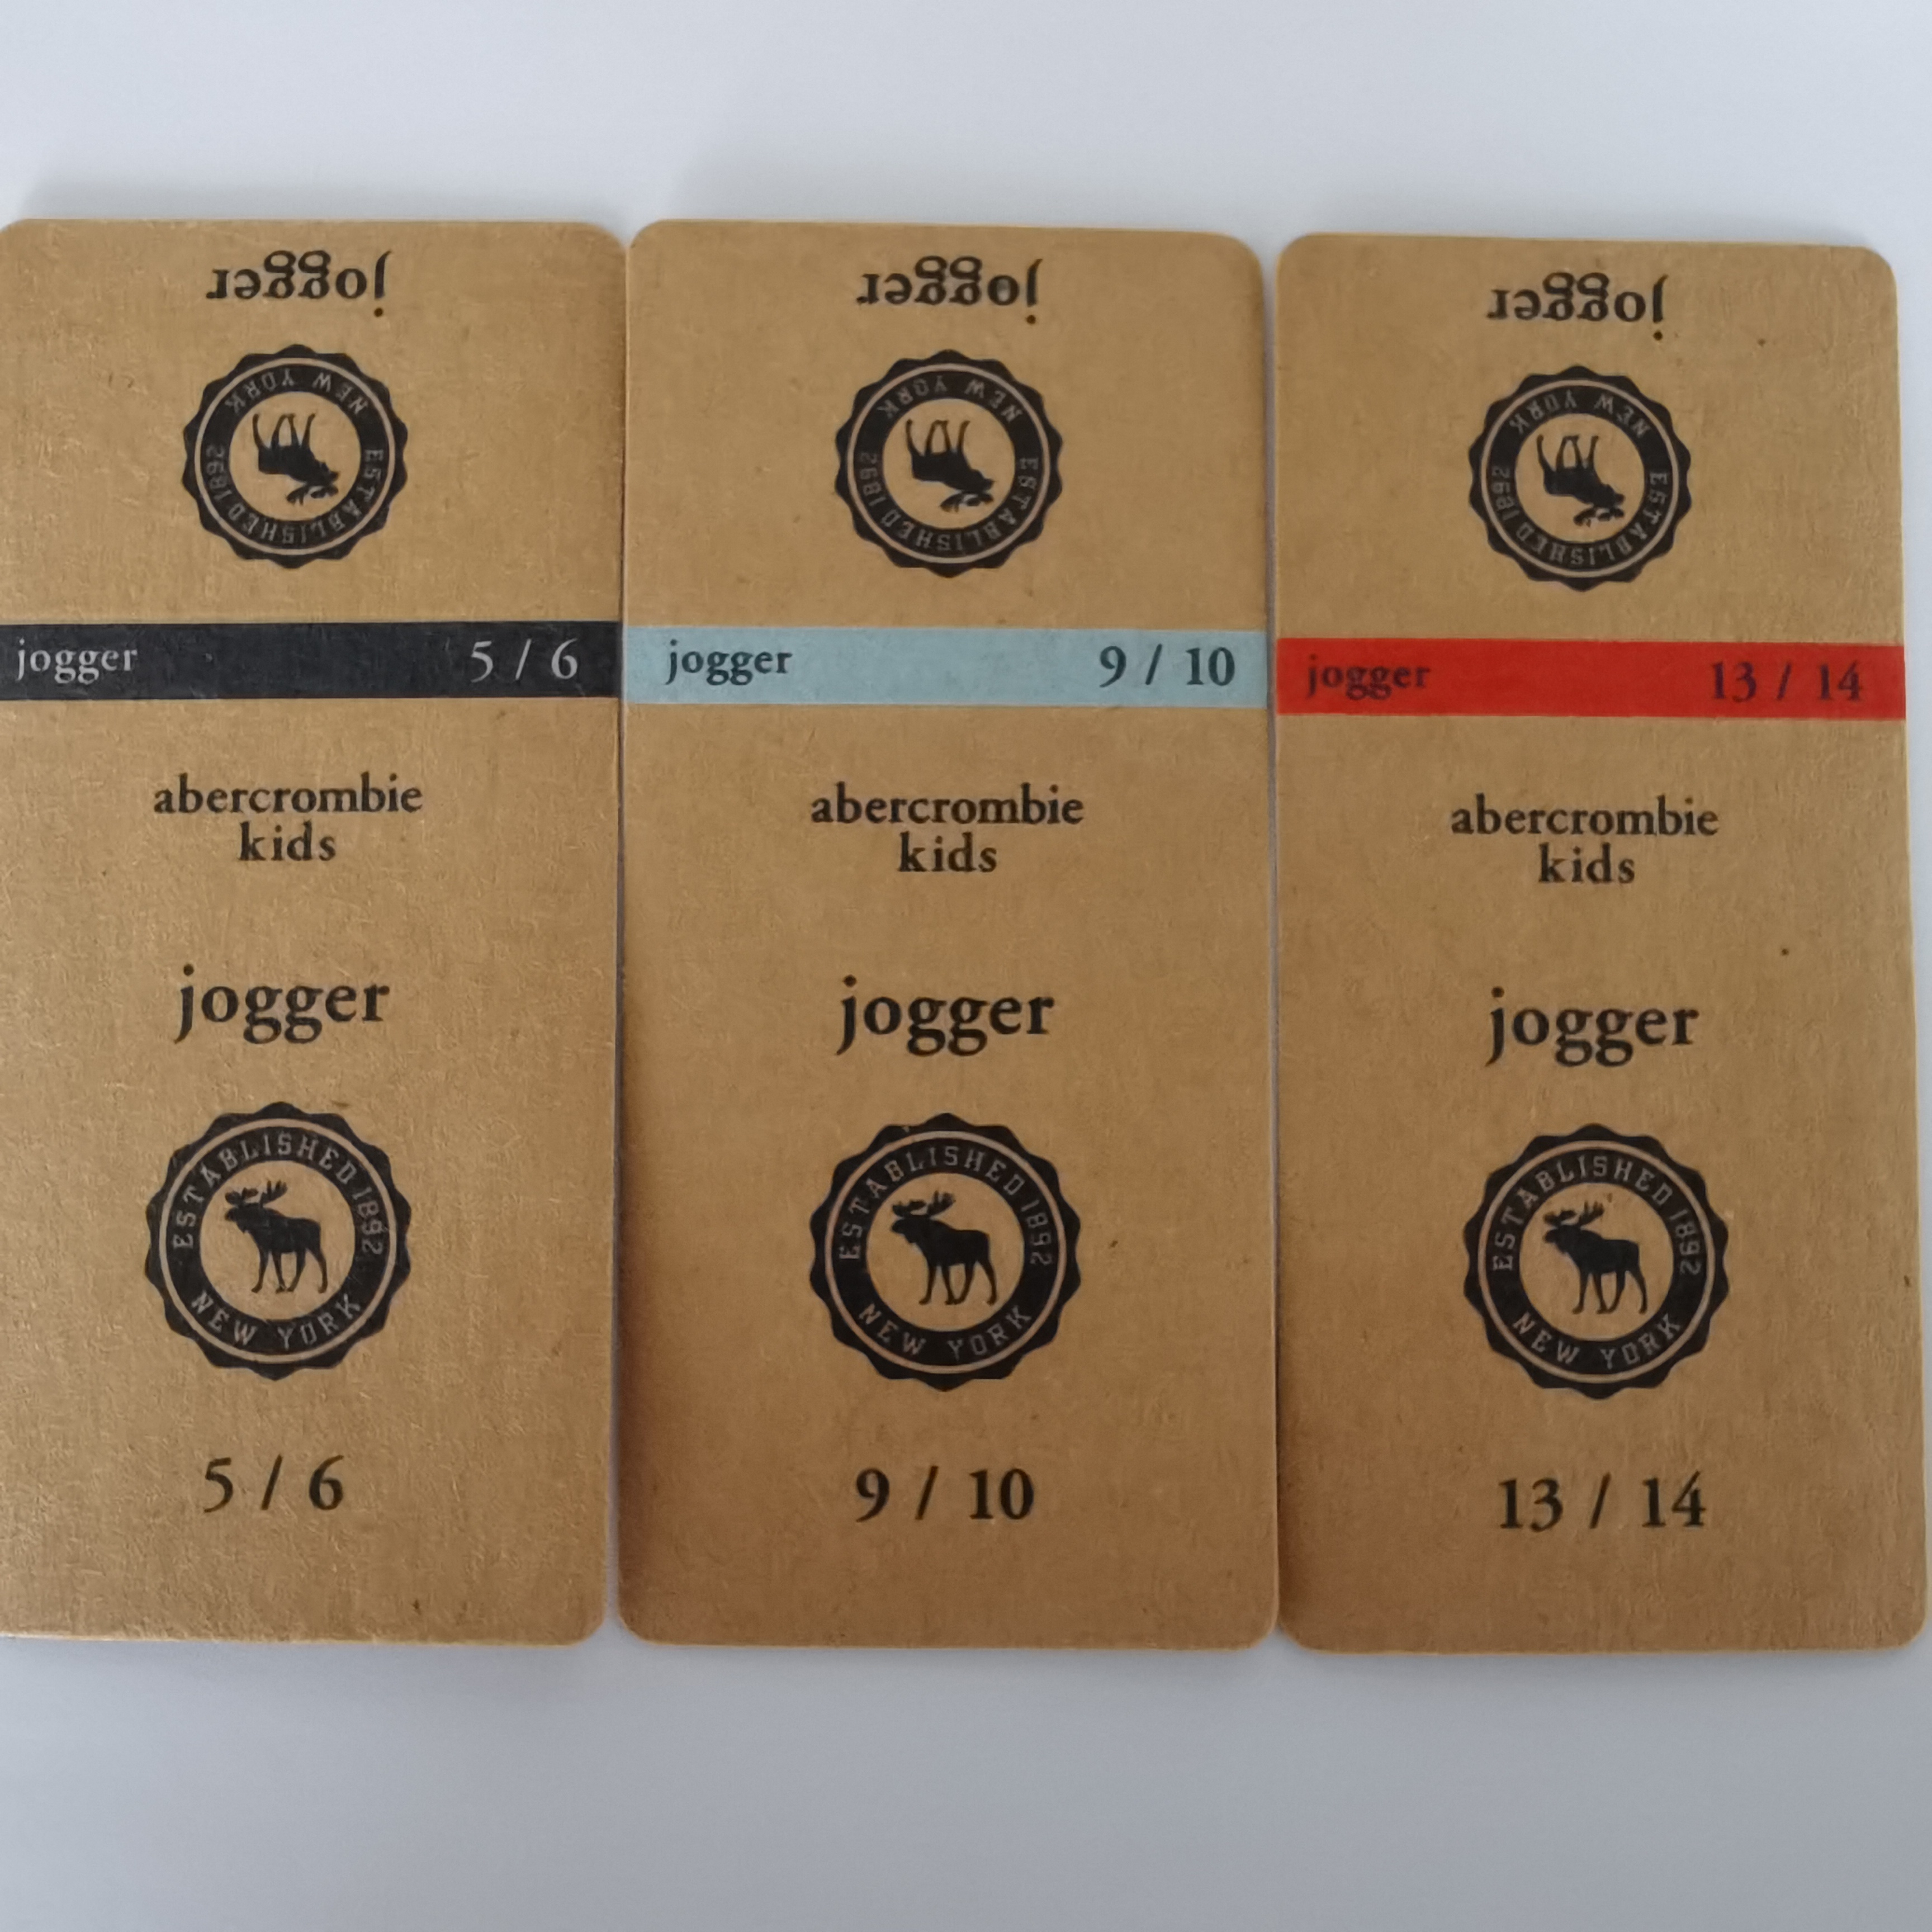 jogger
NEW YORK
ESTABLISHED 1892
jogger 5 / 6
abercrombie
kids
jogger
ESTABLISHED 1892
NEW YORK
5 / 6
jogger
NEW YORK
ESTABLISHED 1892
jogger 9 / 10
abercrombie
kids
jogger
ESTABLISHED 1892
NEW YORK
9 / 10
jogger
NEW YORK
ESTABLISHED 1892
jogger 13 / 14
abercrombie
kids
jogger
ESTABLISHED 1892
NEW YORK
13 / 14